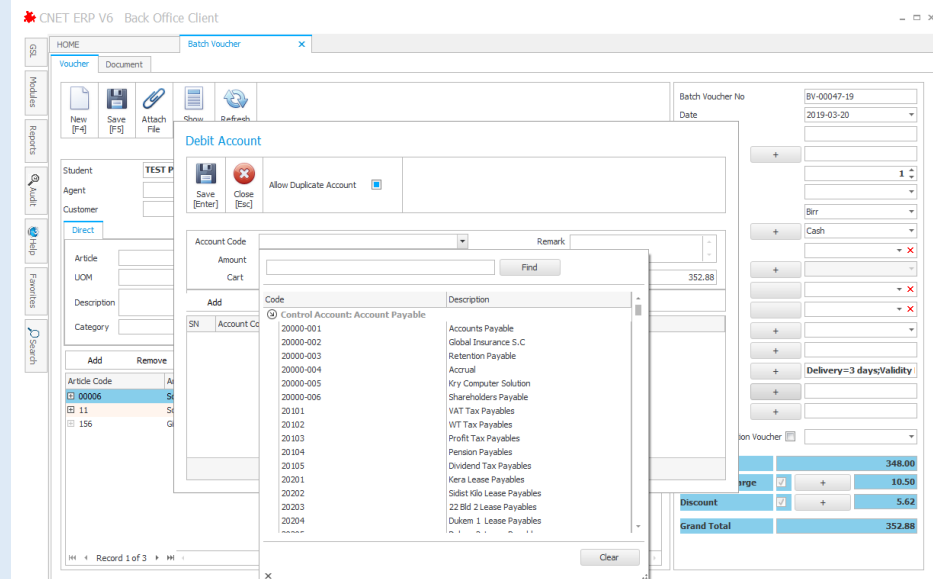 CNET ERP V6 Back Office Client
HOME
Batch Voucher
GSL
Modules
Reports
Audit
Help
Favorites
Search
Voucher
Document
New [F4]
Save [F5]
Attach File
Show
Refresh
Student
TEST P
Agent
Customer
Direct
Article
UOM
Description
Category
Add
Remove
Article Code
00006
11
156
Record 1 of 3
Debit Account
Save [Enter]
Close [Esc]
Allow Duplicate Account
Account Code
Remark
Amount
Cart
352.88
Add
SN
Account Co
Find
Code
Description
Control Account: Account Payable
20000-001 Accounts Payable
20000-002 Global Insurance S.C
20000-003 Retention Payable
20000-004 Accrual
20000-005 Kry Computer Solution
20000-006 Shareholders Payable
20101 VAT Tax Payables
20102 WT Tax Payables
20103 Profit Tax Payables
20104 Pension Payables
20105 Dividend Tax Payables
20201 Kera Lease Payables
20202 Sidist Kilo Lease Payables
20203 22 Bld 2 Lease Payables
20204 Dukem 1 Lease Payables
Clear
Batch Voucher No
BV-00047-19
Date
2019-03-20
1
Birr
Cash
Delivery=3 days;Validity
on Voucher
348.00
arge
10.50
Discount
5.62
Grand Total
352.88